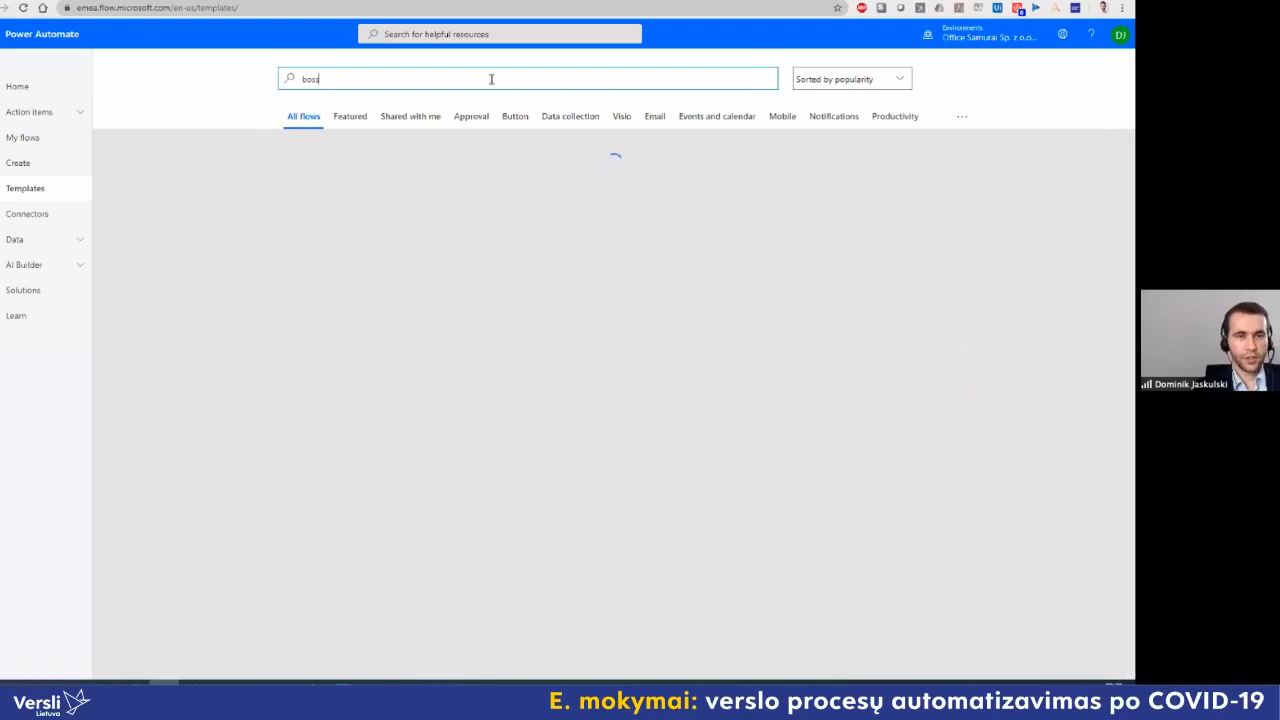 emea.flow.microsoft.com/en-us/templates/
Power Automate
Search for helpful resources
Environments
Office Samurai Sp. z o.o...
?
DJ
boss
Sorted by popularity
Home
Action items
My flows
Create
Templates
Connectors
Data
AI Builder
Solutions
Learn
All flows
Featured
Shared with me
Approval
Button
Data collection
Visio
Email
Events and calendar
Mobile
Notifications
Productivity
...
Dominik Jaskulski
Versli
Lietuva
E. mokymai: verslo procesų automatizavimas po COVID-19